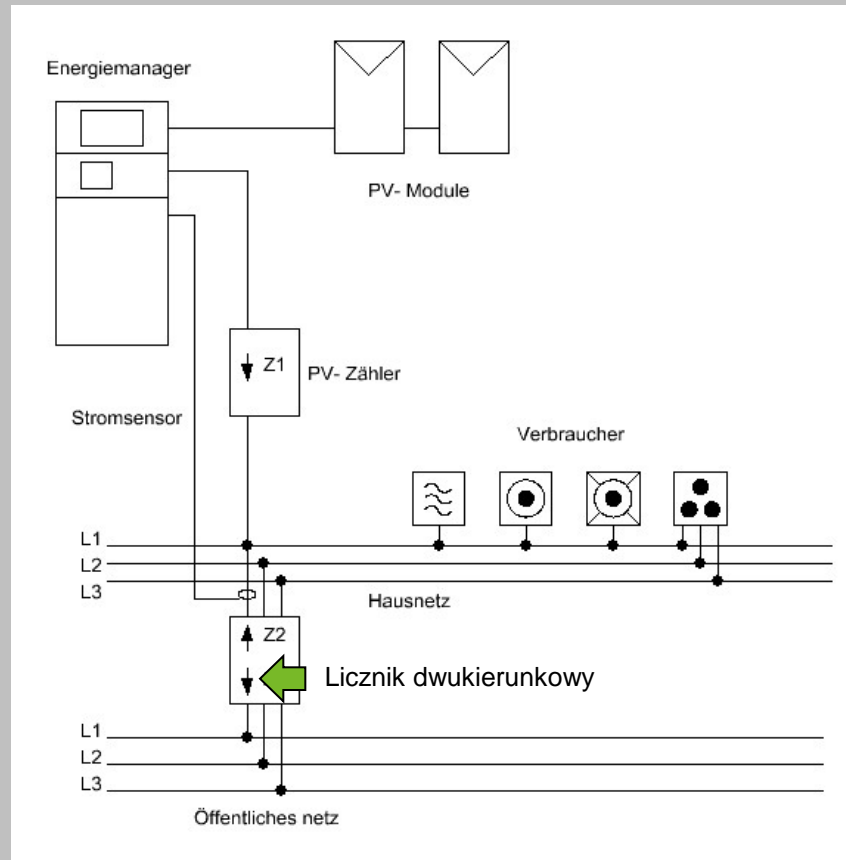 Energiemanager
PV- Module
Z1
PV- Zähler
Stromsensor
Verbraucher
L1
L2
L3
Hausnetz
Z2
Licznik dwukierunkowy
L1
L2
L3
Öffentliches netz